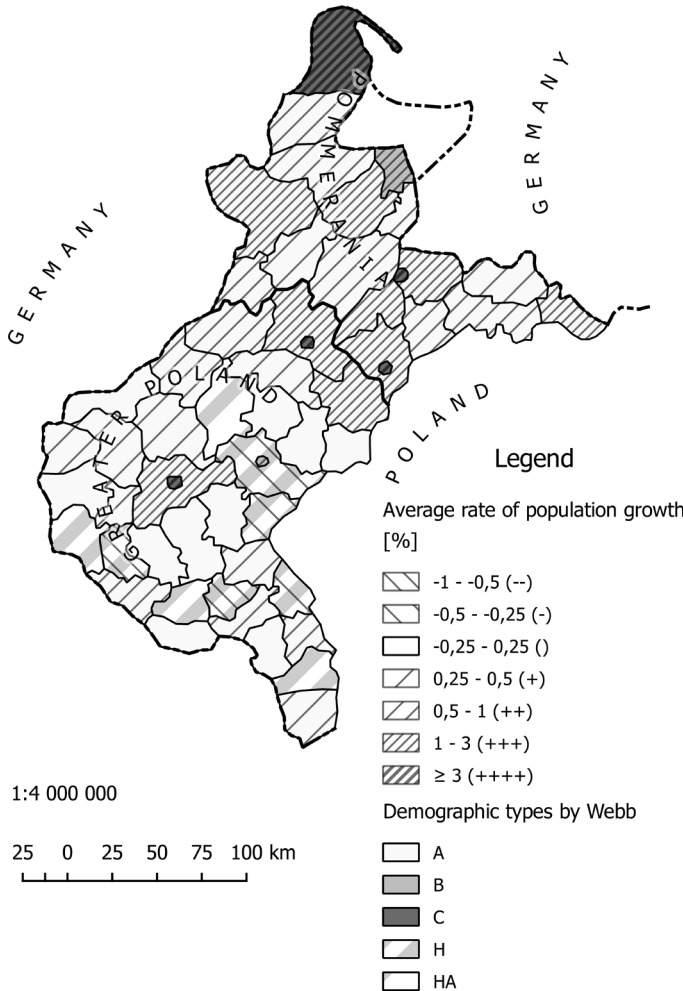 GERMANY
POMMERANIA
GERMANY
GREATER POLAND
POLAND
Legend
Average rate of population growth
[%]
-1 - -0,5 (--)
-0,5 - -0,25 (-)
-0,25 - 0,25 ()
0,25 - 0,5 (+)
0,5 - 1 (++)
1 - 3 (+++)
≥ 3 (++++)
1:4 000 000
Demographic types by Webb
25 0 25 50 75 100 km
A
B
C
H
HA